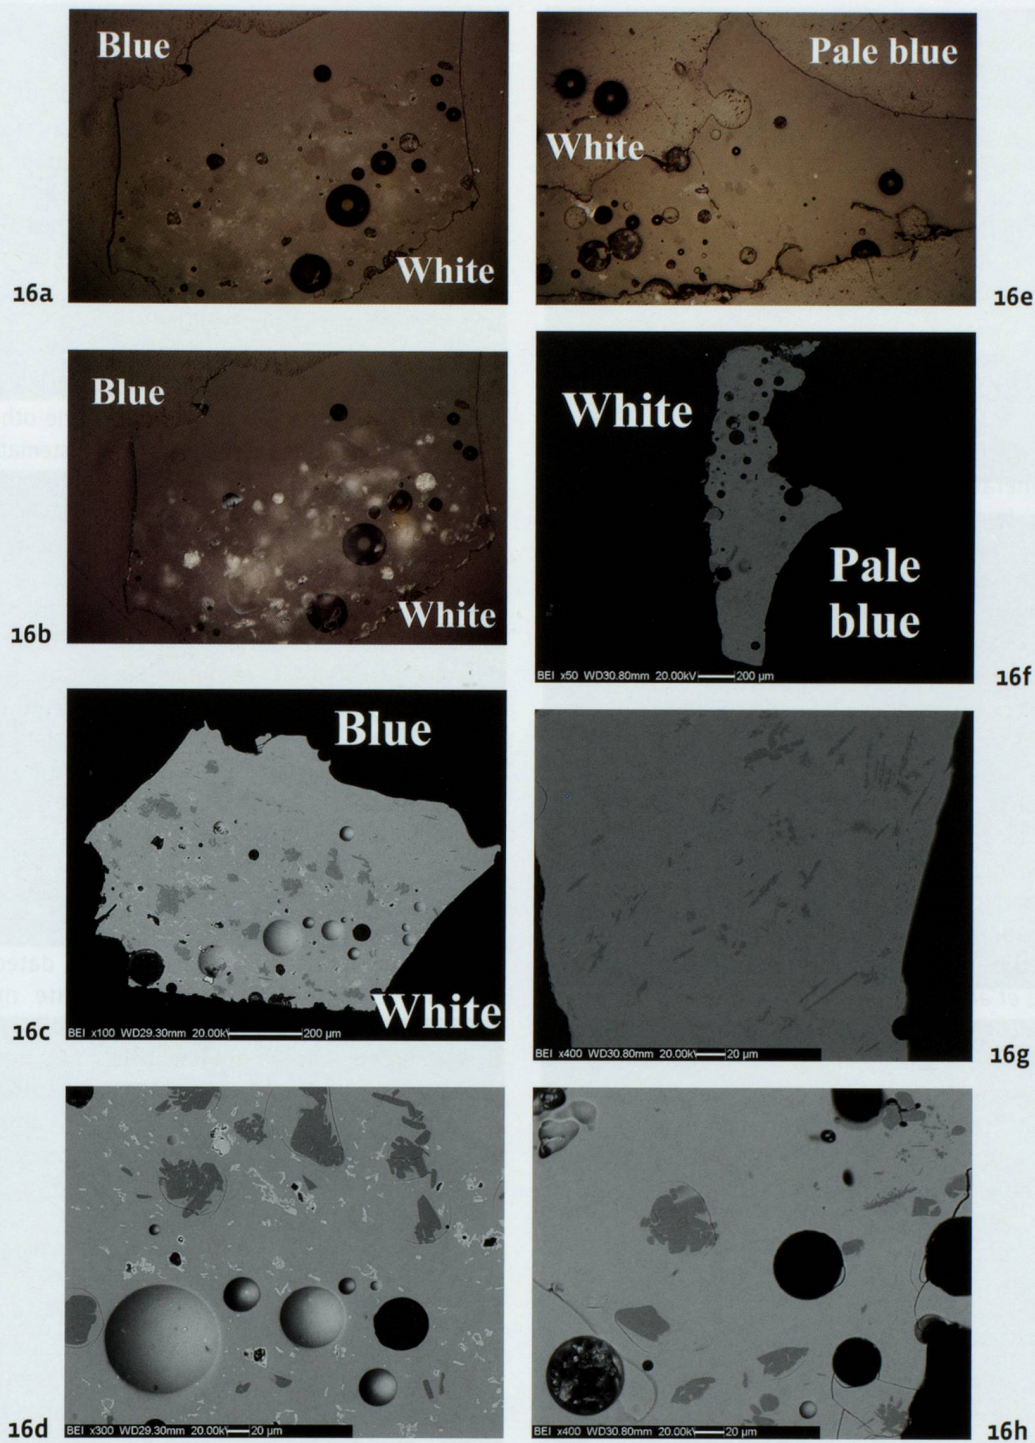 Blue
White
16a
Blue
White
16b
Blue
White
BEI x100 WD29.30mm 20.00kV 200 µm
16c
BEI x300 WD29.30mm 20.00kV 20 µm
16d
Pale blue
White
16e
White
Pale
blue
BEI x50 WD30.80mm 20.00kV 200 µm
16f
BEI x400 WD30.80mm 20.00kV 20 µm
16g
BEI x400 WD30.80mm 20.00kV 20 µm
16h